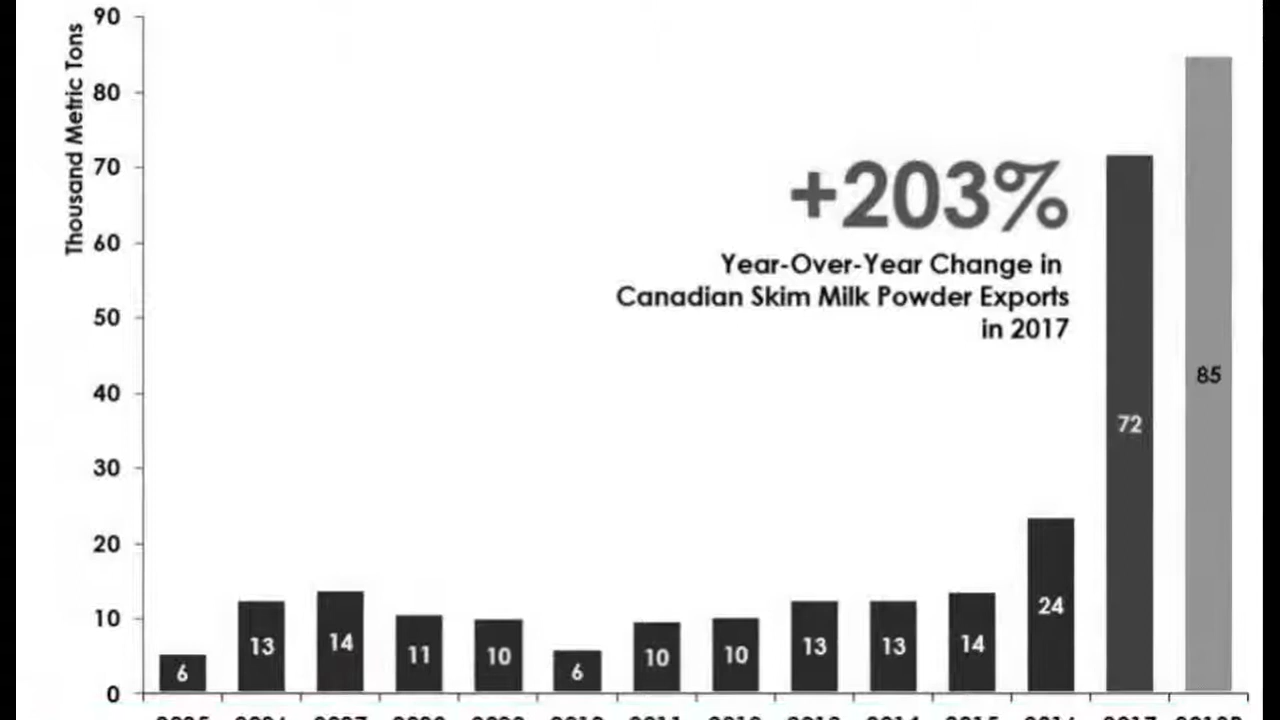 Thousand Metric Tons
90
80
70
60
50
40
30
20
10
0
+203%
Year-Over-Year Change in
Canadian Skim Milk Powder Exports
in 2017
6 13 14 11 10 6 10 10 13 13 14 24 72 85